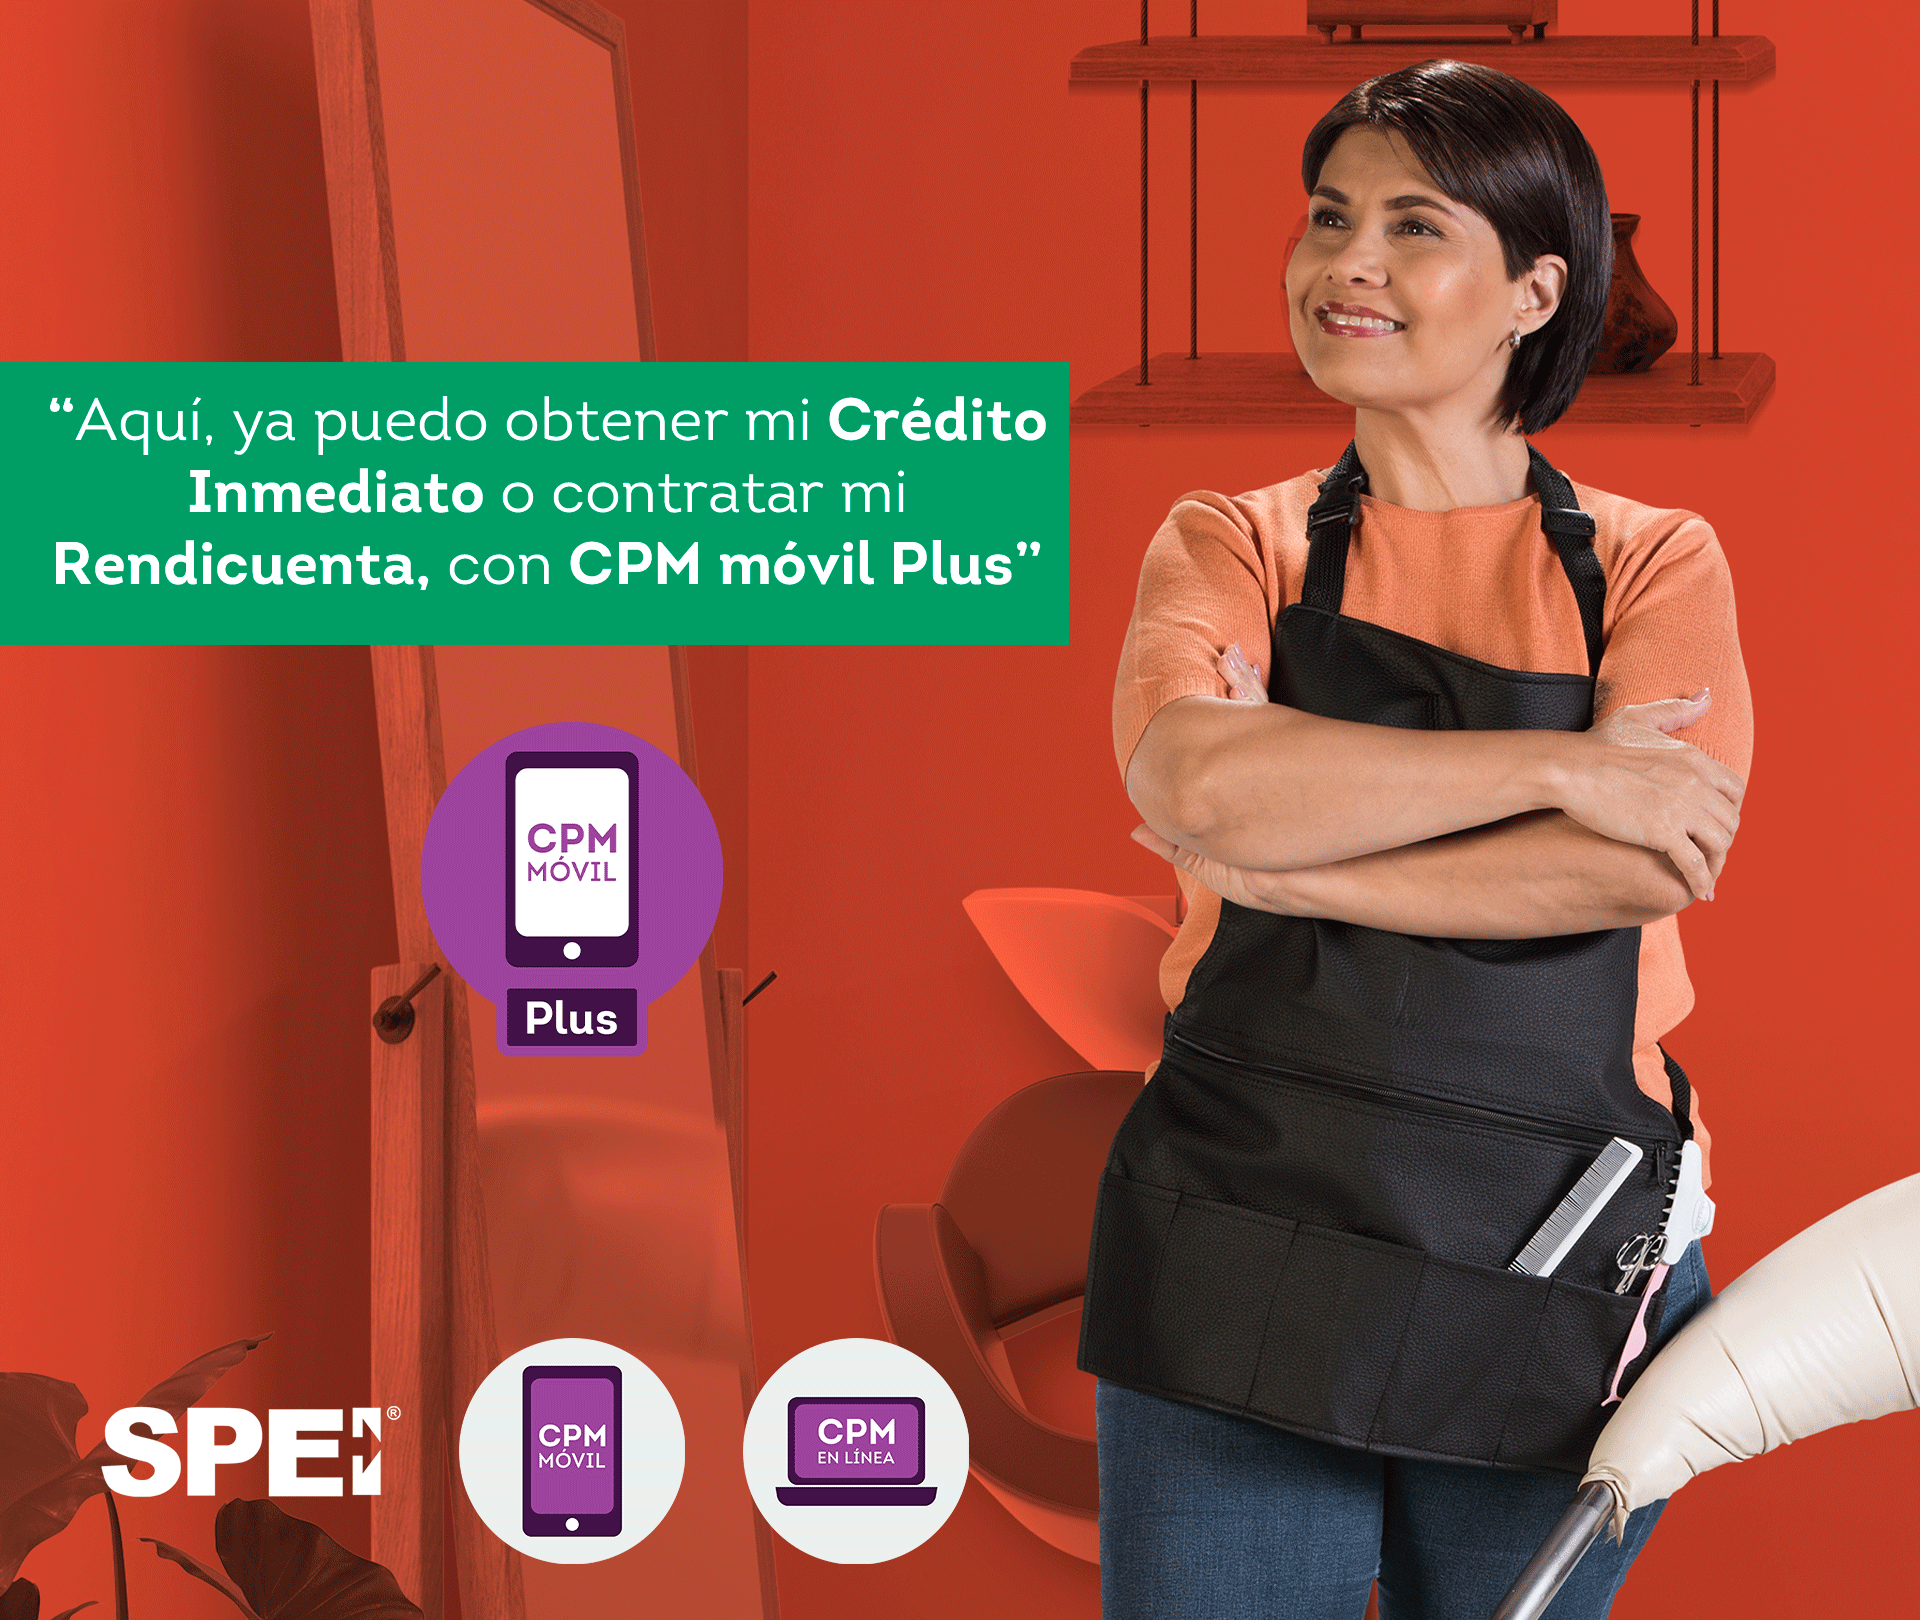 “Aquí, ya puedo obtener mi Crédito
Inmediato o contratar mi
Rendicuenta, con CPM móvil Plus”
CPM
MÓVIL
Plus
SPEI®
CPM
MÓVIL
CPM
EN LÍNEA